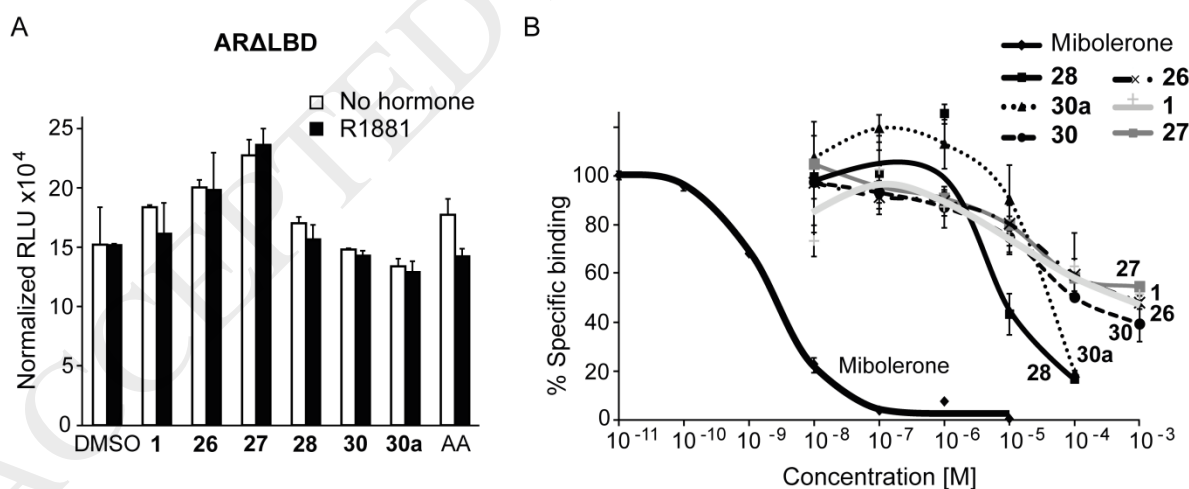 A
ARΔLBD
No hormone
R1881
Normalized RLU x10⁴
25
20
15
10
5
0
DMSO 1 26 27 28 30 30a AA
B
Mibolerone
28
30a
30
26
1
27
% Specific binding
100
80
60
40
20
0
Mibolerone
27
1
26
30
30a
28
10⁻¹¹ 10⁻¹⁰ 10⁻⁹ 10⁻⁸ 10⁻⁷ 10⁻⁶ 10⁻⁵ 10⁻⁴ 10⁻³
Concentration [M]
ACCEPTED